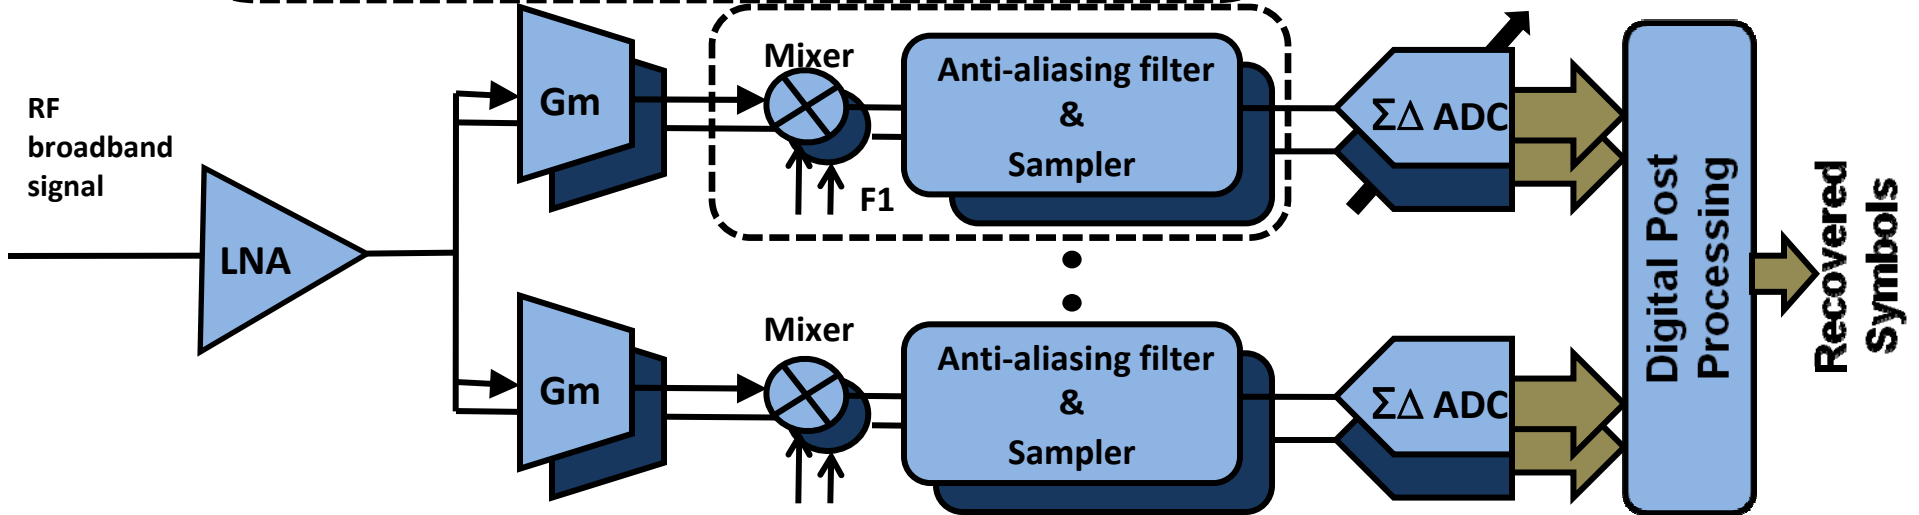 RF
broadband
signal
LNA
Gm
Mixer
F1
Anti-aliasing filter
&
Sampler
ΣΔ ADC
Gm
Mixer
Anti-aliasing filter
&
Sampler
ΣΔ ADC
Digital Post
Processing
Recovered
Symbols